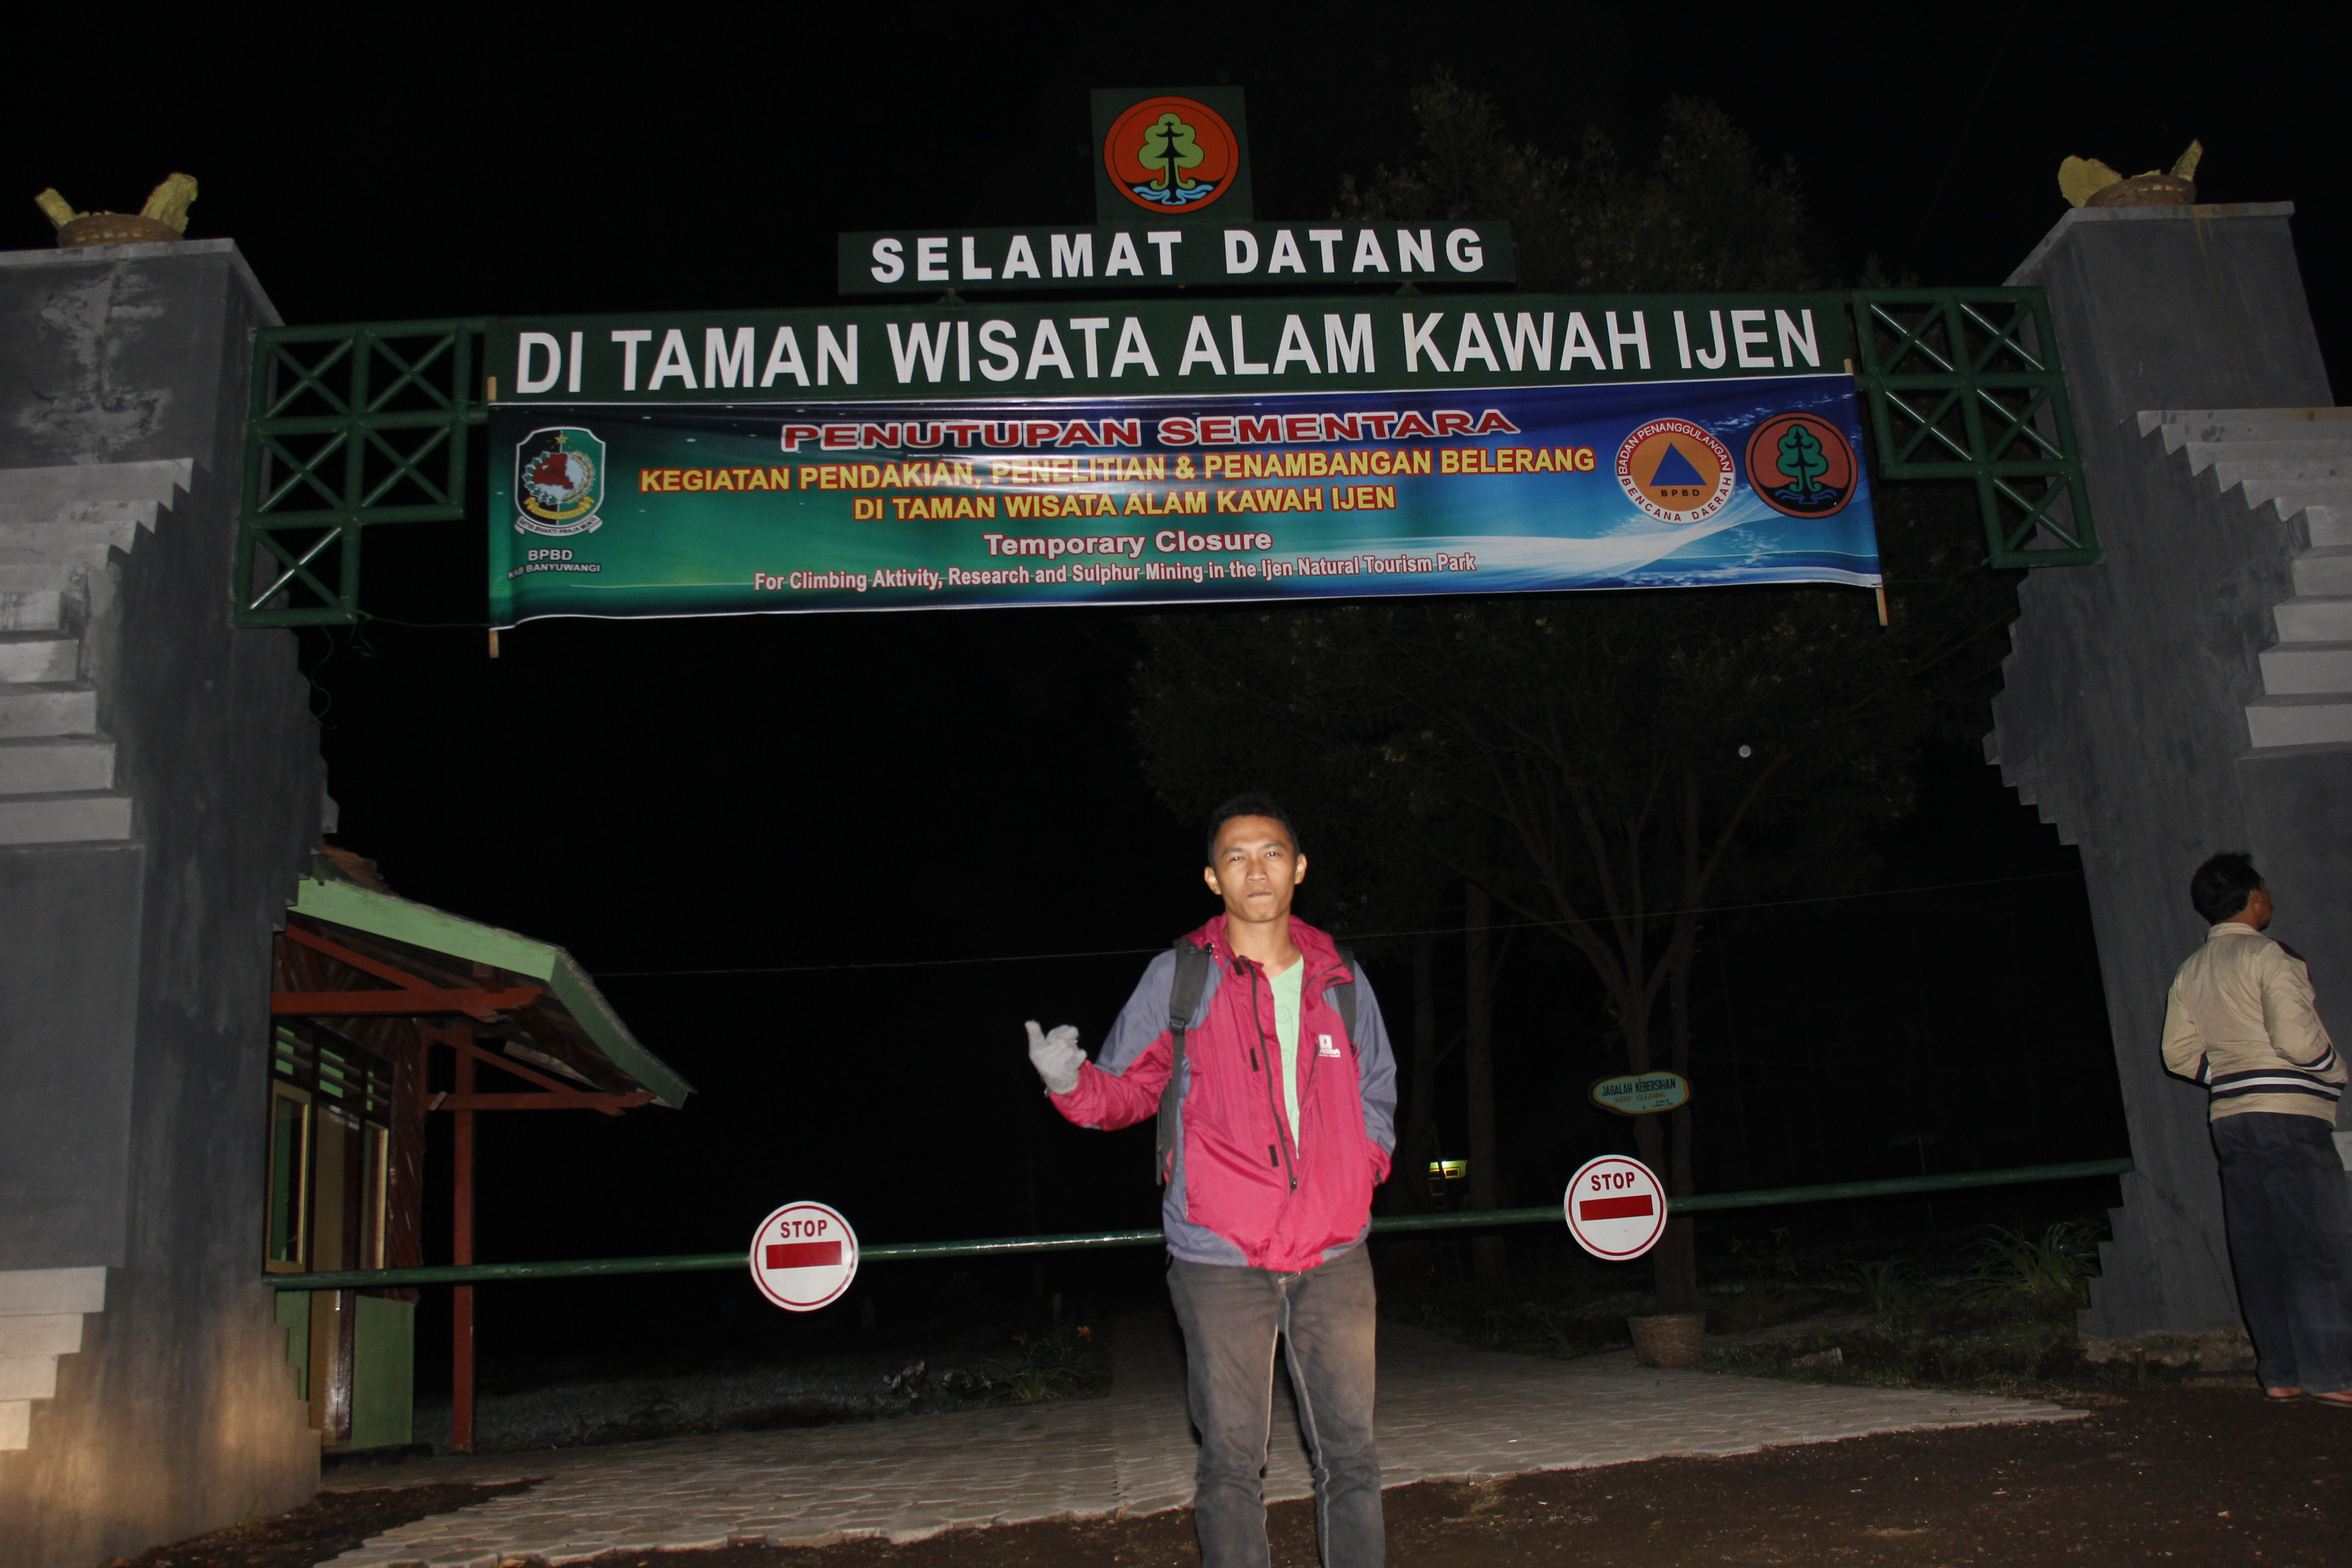 SELAMAT DATANG
DI TAMAN WISATA ALAM KAWAH IJEN
PENUTUPAN SEMENTARA
KEGIATAN PENDAKIAN, PENELITIAN & PENAMBANGAN BELERANG
DI TAMAN WISATA ALAM KAWAH IJEN
Temporary Closure
For Climbing Aktivity, Research and Sulphur Mining in the Ijen Natural Tourism Park
BPBD
KAB BANYUWANGI
BADAN PENANGGULANGAN
BPBD
BENCANA DAERAH
JAGALAH KEBERSIHAN
STOP
STOP